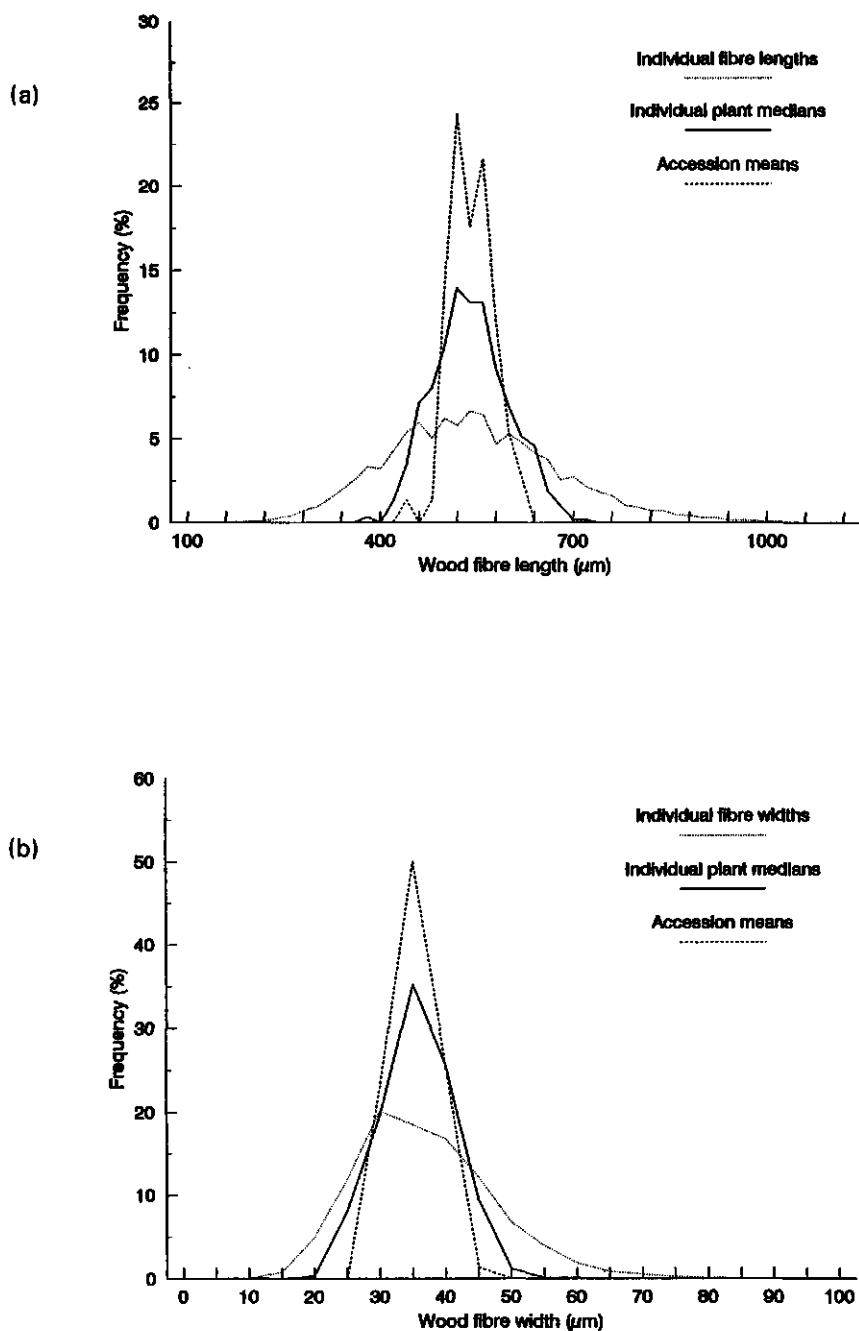 (a)
30
25
20
15
10
5
0
Frequency (%)
Individual fibre lengths
Individual plant medians
Accession means
100 400 700 1000
Wood fibre length (µm)
(b)
60
50
40
30
20
10
0
Frequency (%)
Individual fibre widths
Individual plant medians
Accession means
0 10 20 30 40 50 60 70 80 90 100
Wood fibre width (µm)